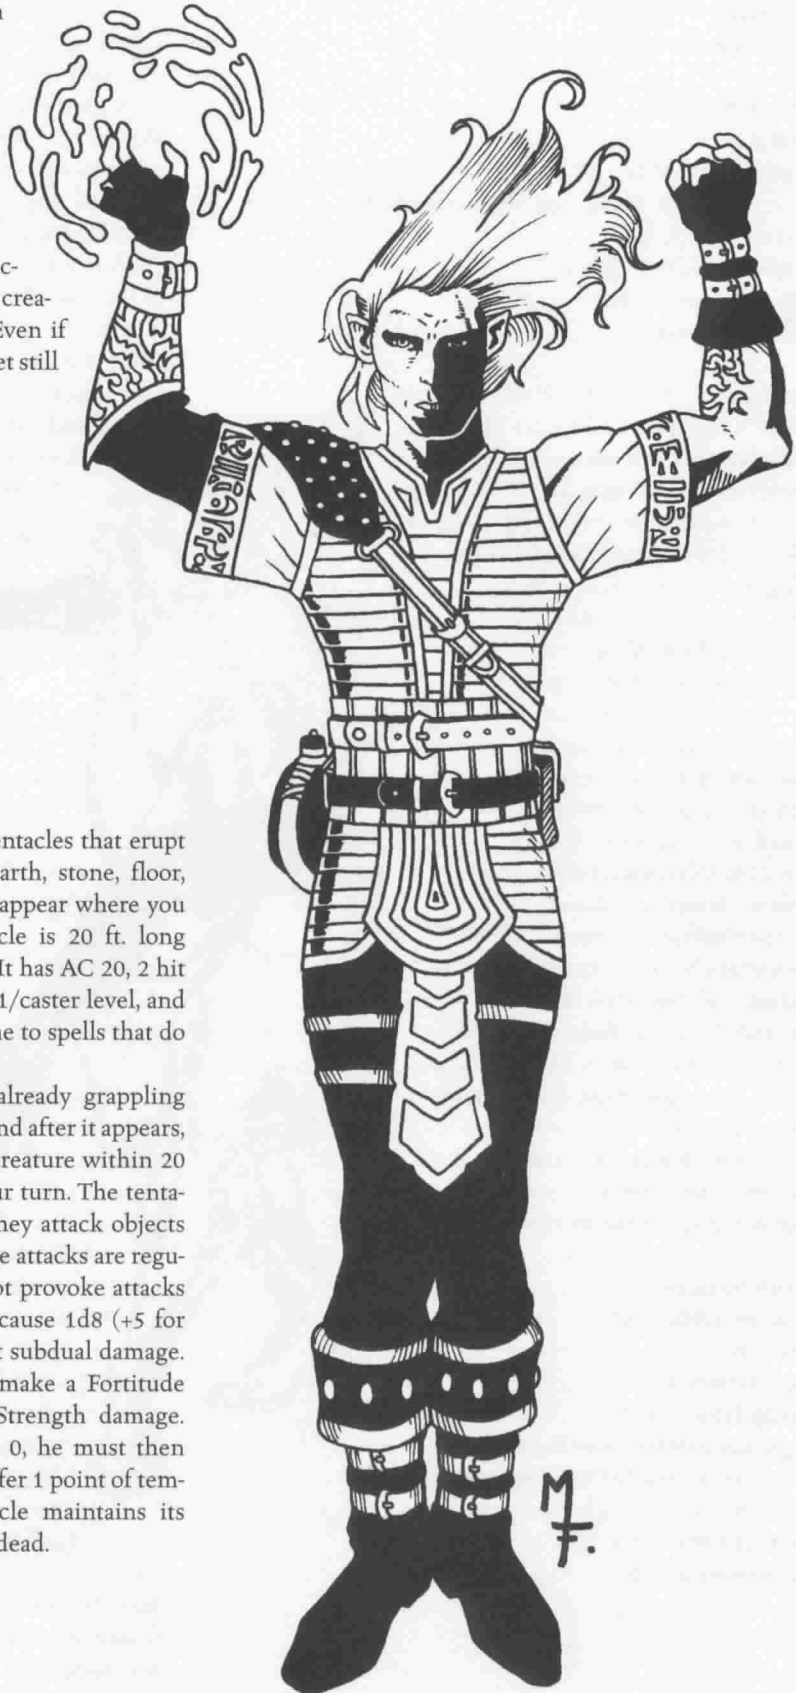 c-
crea-
Even if
et still
entacles that erupt
arth, stone, floor,
appear where you
cle is 20 ft. long
It has AC 20, 2 hit
1/caster level, and
ne to spells that do
already grappling
nd after it appears,
creature within 20
ur turn. The tenta-
hey attack objects
e attacks are regu-
ot provoke attacks
cause 1d8 (+5 for
t subdual damage.
make a Fortitude
Strength damage.
0, he must then
fer 1 point of tem-
cle maintains its
dead.
M
F.